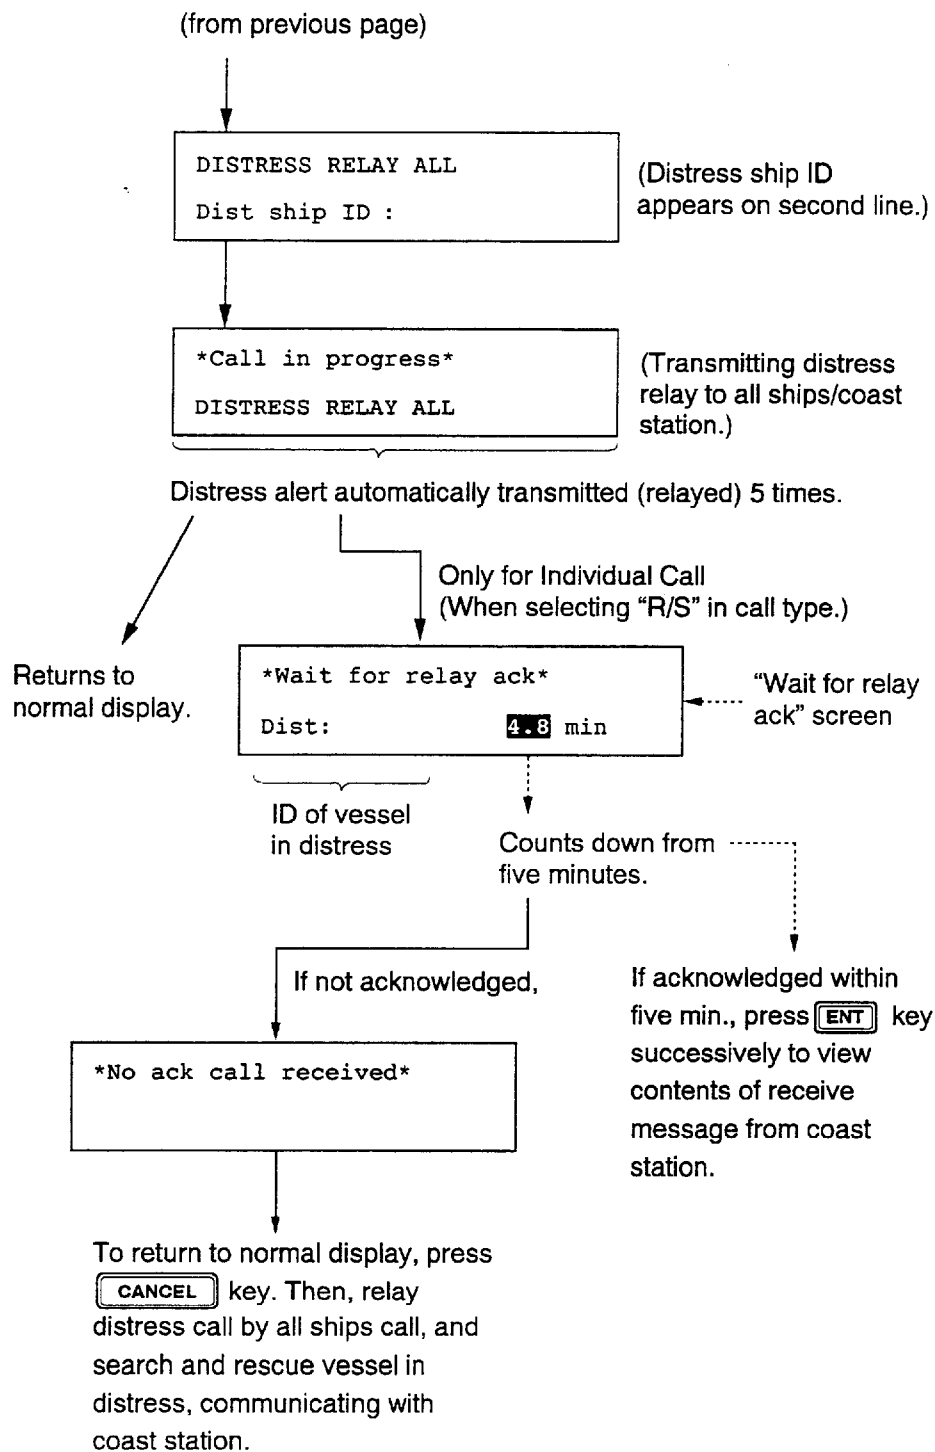 (from previous page)
DISTRESS RELAY ALL
Dist ship ID :
(Distress ship ID
appears on second line.)
*Call in progress*
DISTRESS RELAY ALL
(Transmitting distress
relay to all ships/coast
station.)
Distress alert automatically transmitted (relayed) 5 times.
Only for Individual Call
(When selecting “R/S” in call type.)
Returns to
normal display.
*Wait for relay ack*
Dist: 4.8 min
“Wait for relay
ack” screen
ID of vessel
in distress
Counts down from
five minutes.
If not acknowledged,
If acknowledged within
five min., press ENT key
successively to view
contents of receive
message from coast
station.
*No ack call received*
To return to normal display, press
CANCEL key. Then, relay
distress call by all ships call, and
search and rescue vessel in
distress, communicating with
coast station.